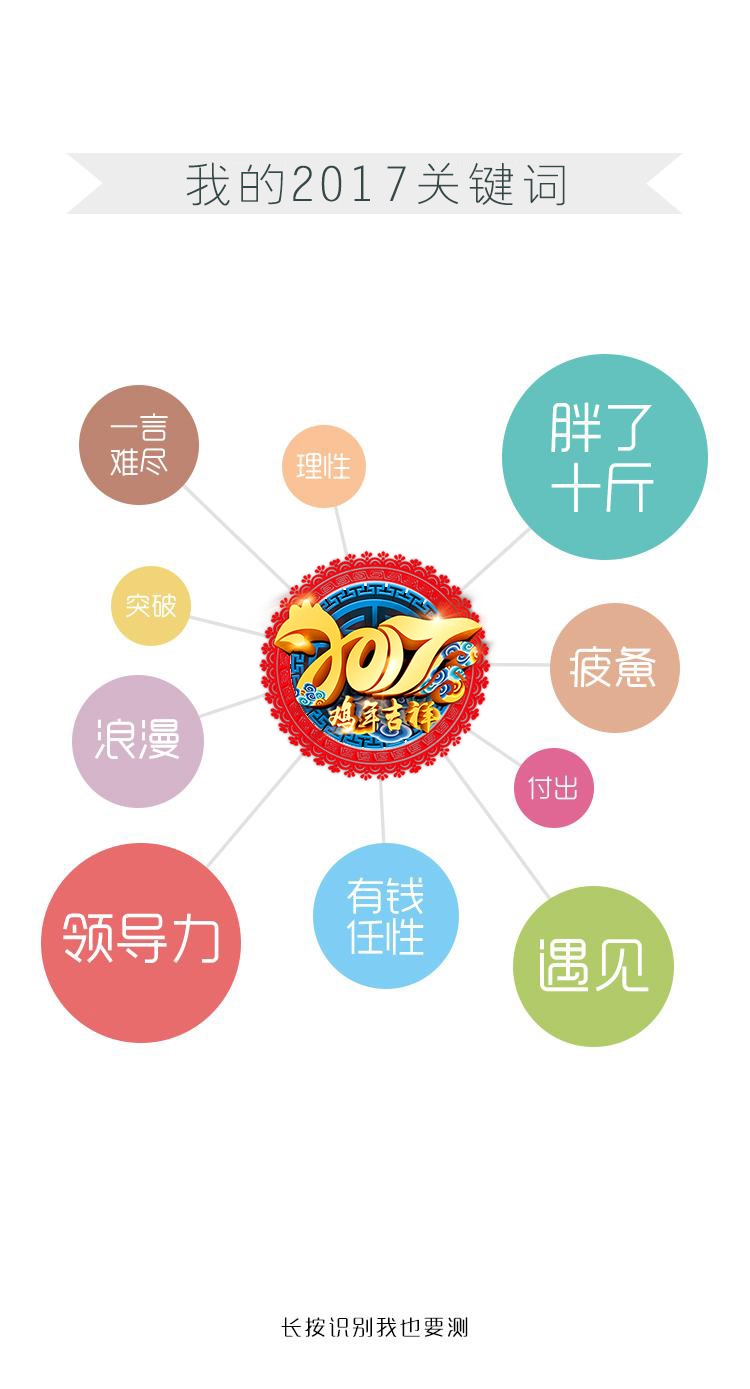 我的2017关键词
一言
难尽
理性
胖了
十斤
突破
2017
鸡年吉祥
疲惫
浪漫
付出
领导力
有钱
任性
遇见
长按识别我也要测